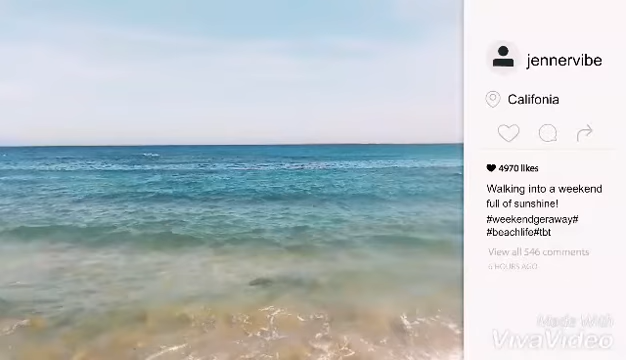 jennervibe
Califonia
4970 likes
Walking into a weekend
full of sunshine!
#weekendgeraway#
#beachlife#tbt
View all 546 comments
6 HOURS AGO
Made With
VivaVideo